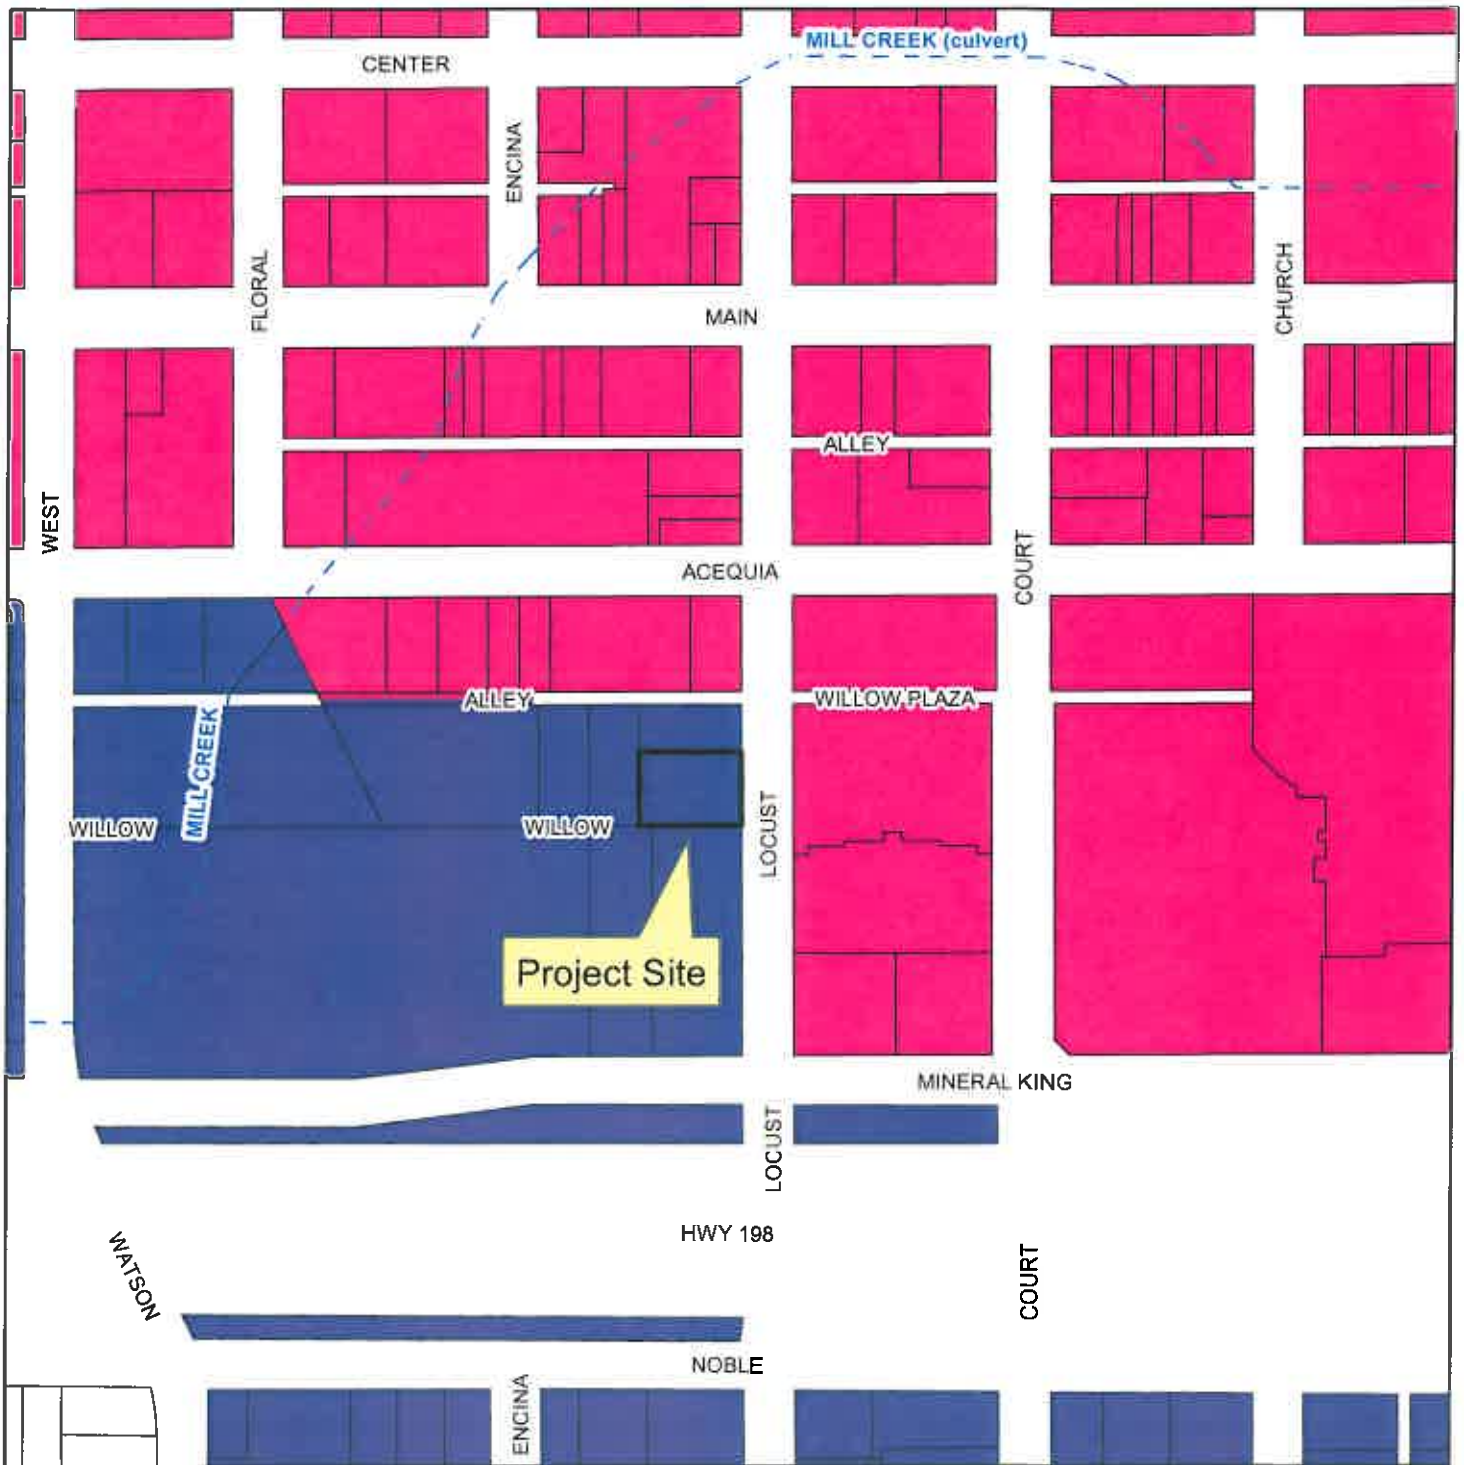 MILL CREEK (culvert)
CENTER
ENCINA
FLORAL
CHURCH
MAIN
ALLEY
WEST
COURT
ACEQUIA
ALLEY
WILLOW PLAZA
MILL CREEK
WILLOW
WILLOW
LOCUST
Project Site
MINERAL KING
LOCUST
HWY 198
WATSON
COURT
NOBLE
ENCINA